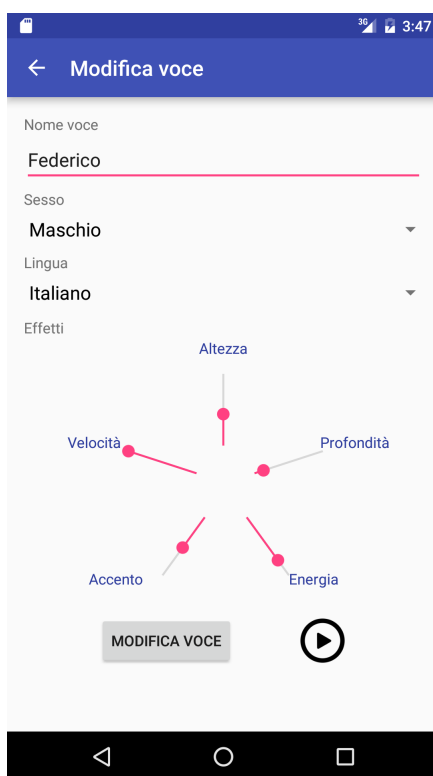 3G 3:47
Modifica voce
Nome voce
Federico
Sesso
Maschio
Lingua
Italiano
Effetti
Altezza
Velocità Profondità
Accento Energia
MODIFICA VOCE